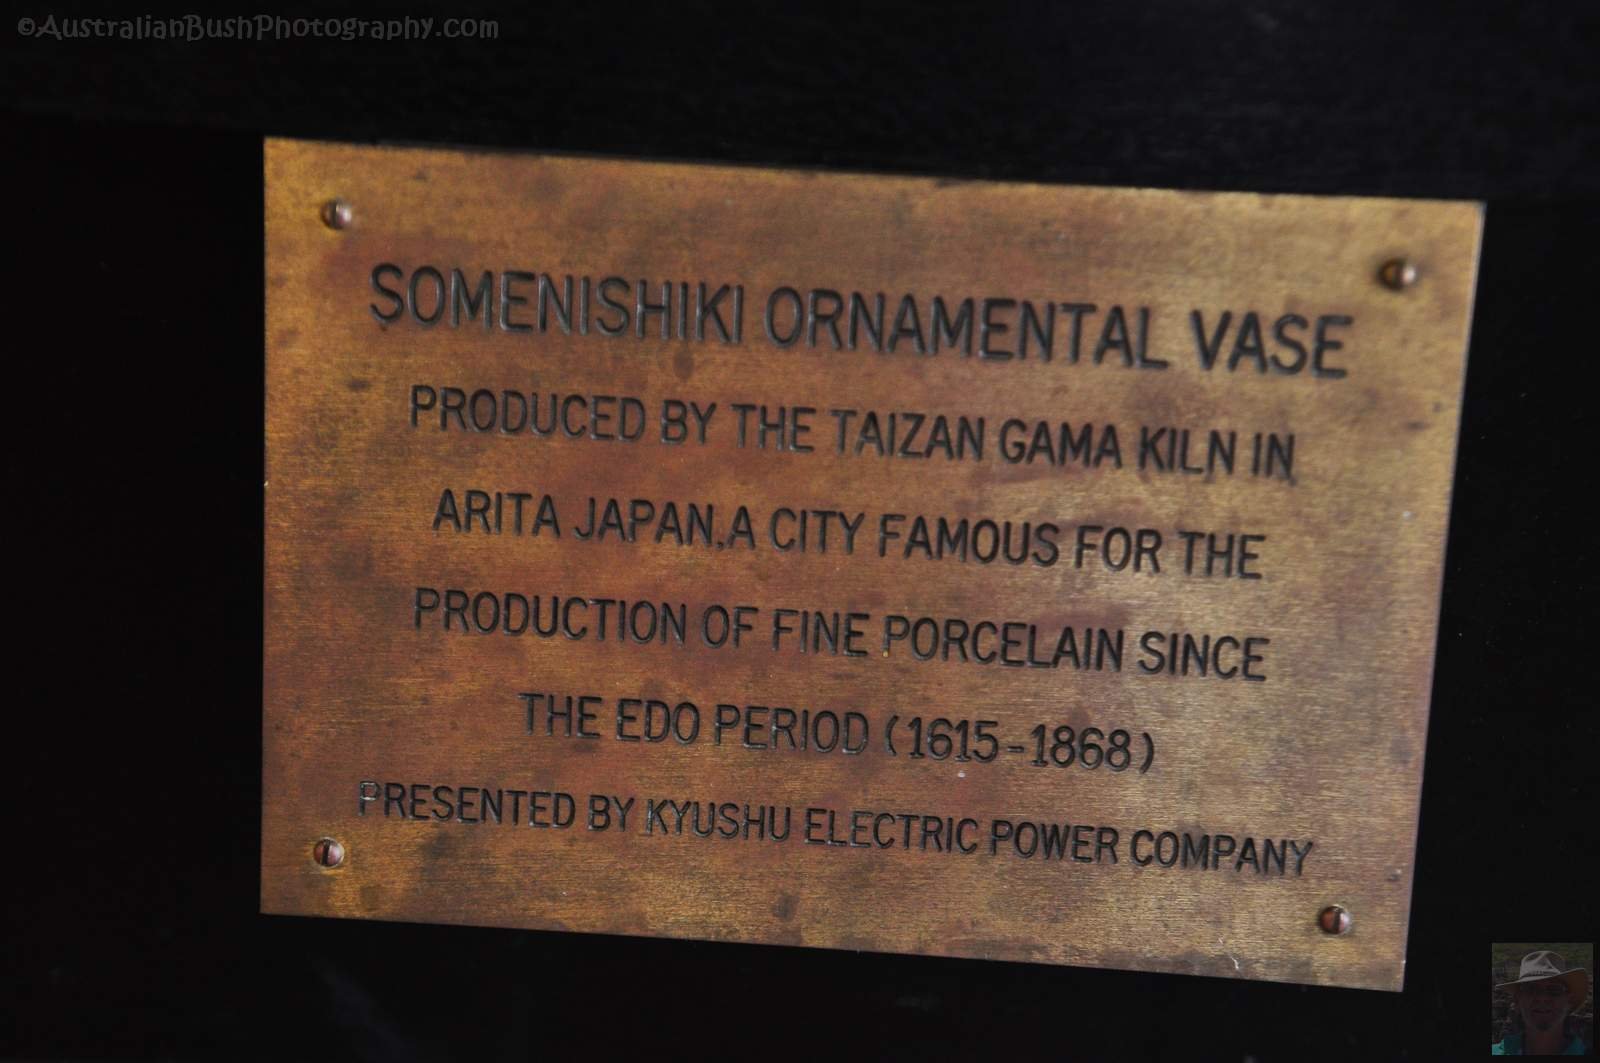 ©AustralianBushPhotography.com
SOMENISHIKI ORNAMENTAL VASE
PRODUCED BY THE TAIZAN GAMA KILN IN
ARITA JAPAN,A CITY FAMOUS FOR THE
PRODUCTION OF FINE PORCELAIN SINCE
THE EDO PERIOD (1615-1868)
PRESENTED BY KYUSHU ELECTRIC POWER COMPANY